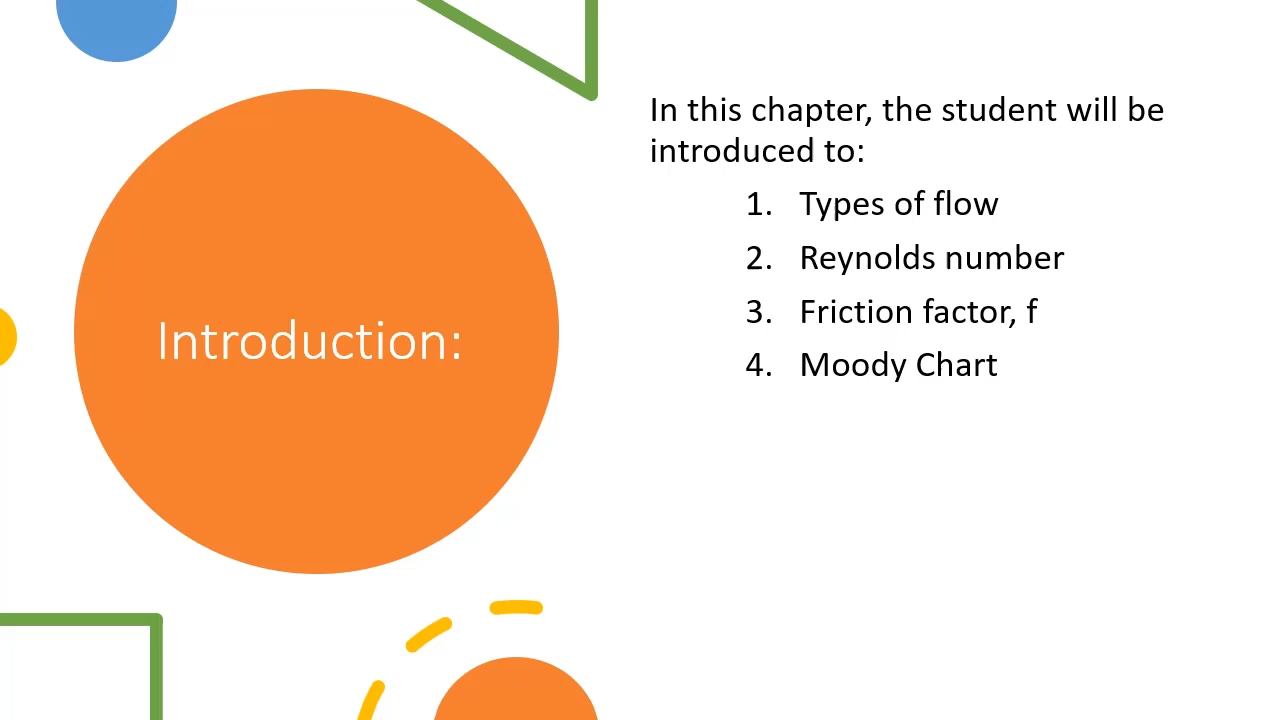 Introduction:
In this chapter, the student will be
introduced to:
1. Types of flow
2. Reynolds number
3. Friction factor, f
4. Moody Chart